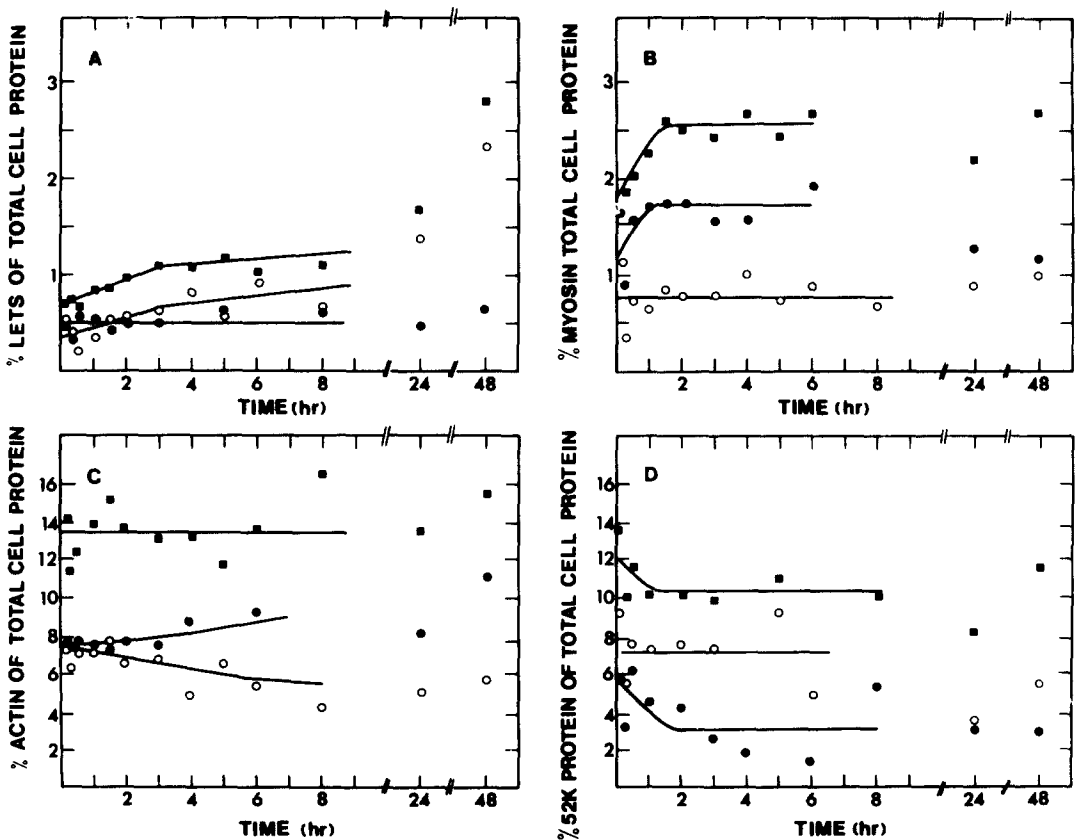 A
% LETS OF TOTAL CELL PROTEIN
3
2
1
2 4 6 8 24 48
TIME (hr)
B
% MYOSIN TOTAL CELL PROTEIN
3
2
1
2 4 6 8 24 48
TIME (hr)
C
% ACTIN OF TOTAL CELL PROTEIN
16
14
12
10
8
6
4
2
2 4 6 8 24 48
TIME (hr)
D
% 52K PROTEIN OF TOTAL CELL PROTEIN
16
14
12
10
8
6
4
2
2 4 6 8 24 48
TIME (hr)